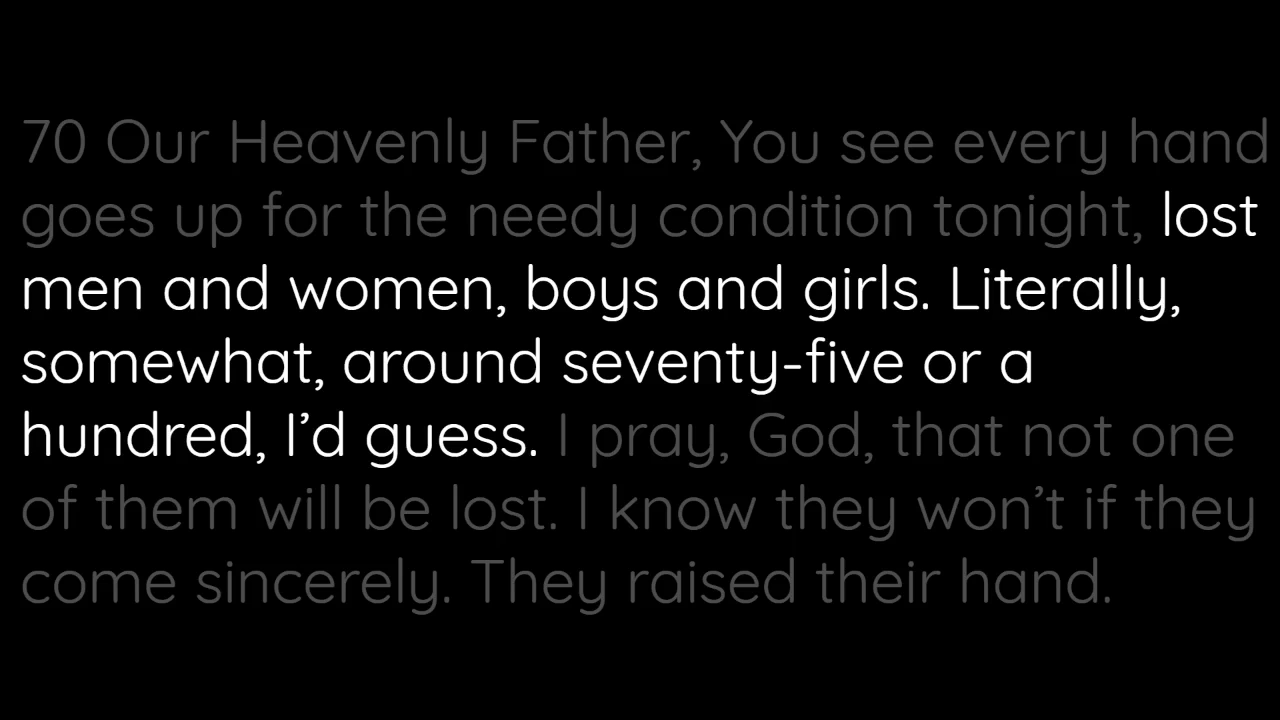 70 Our Heavenly Father, You see every hand
goes up for the needy condition tonight, lost
men and women, boys and girls. Literally,
somewhat, around seventy-five or a
hundred, I’d guess. I pray, God, that not one
of them will be lost. I know they won’t if they
come sincerely. They raised their hand.